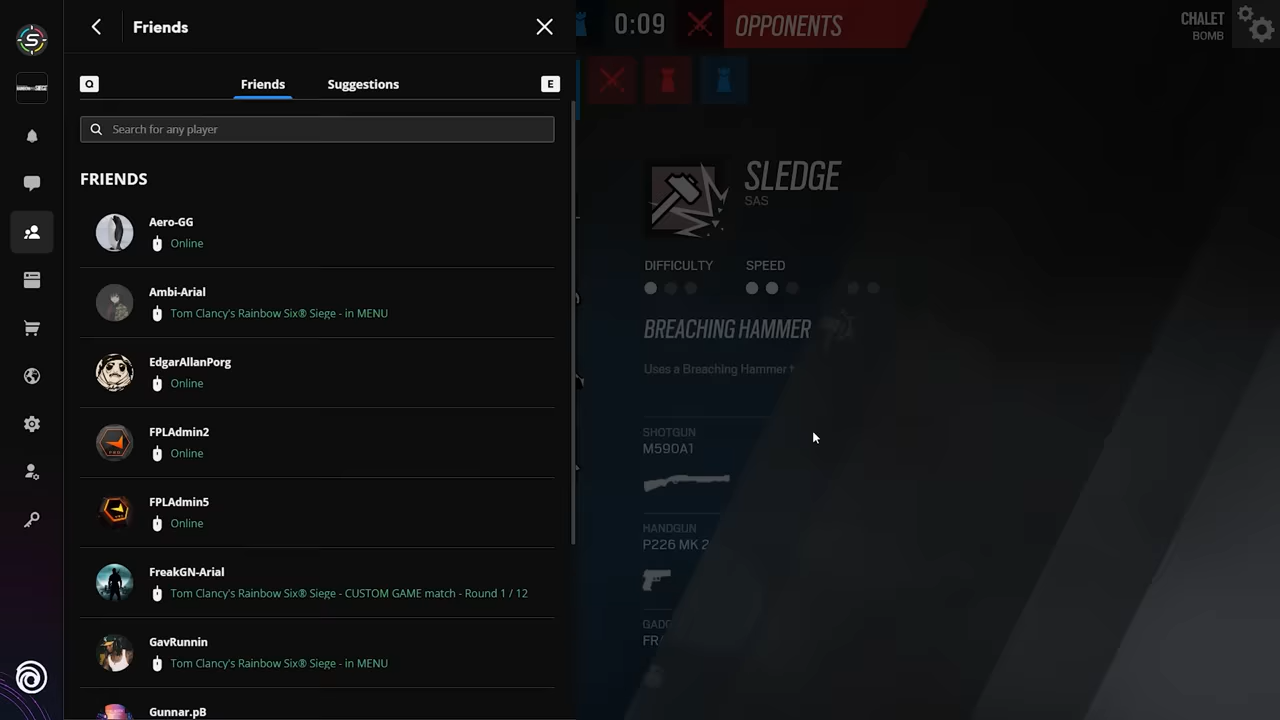 Friends
Q
Friends
Suggestions
E
Search for any player
FRIENDS
Aero-GG
Online
Ambi-Arial
Tom Clancy's Rainbow Six® Siege - in MENU
EdgarAllanPorg
Online
FPLAdmin2
Online
FPLAdmin5
Online
FreakGN-Arial
Tom Clancy's Rainbow Six® Siege - CUSTOM GAME match - Round 1 / 12
GavRunnin
Tom Clancy's Rainbow Six® Siege - in MENU
Gunnar.pB
0:09
OPPONENTS
CHALET
BOMB
SLEDGE
SAS
DIFFICULTY
SPEED
BREACHING HAMMER
Uses a Breaching Hammer
SHOTGUN
M590A1
HANDGUN
P226 MK 2